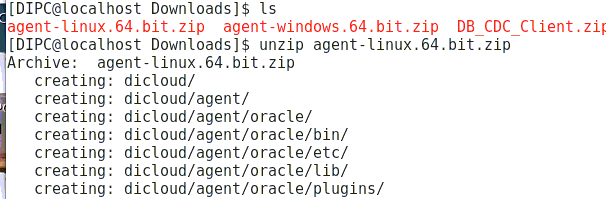 [DIPC@localhost Downloads]$ ls
agent-linux.64.bit.zip  agent-windows.64.bit.zip  DB_CDC_Client.zip
[DIPC@localhost Downloads]$ unzip agent-linux.64.bit.zip
Archive:  agent-linux.64.bit.zip
   creating: dicloud/
   creating: dicloud/agent/
   creating: dicloud/agent/oracle/
   creating: dicloud/agent/oracle/bin/
   creating: dicloud/agent/oracle/etc/
   creating: dicloud/agent/oracle/lib/
   creating: dicloud/agent/oracle/plugins/